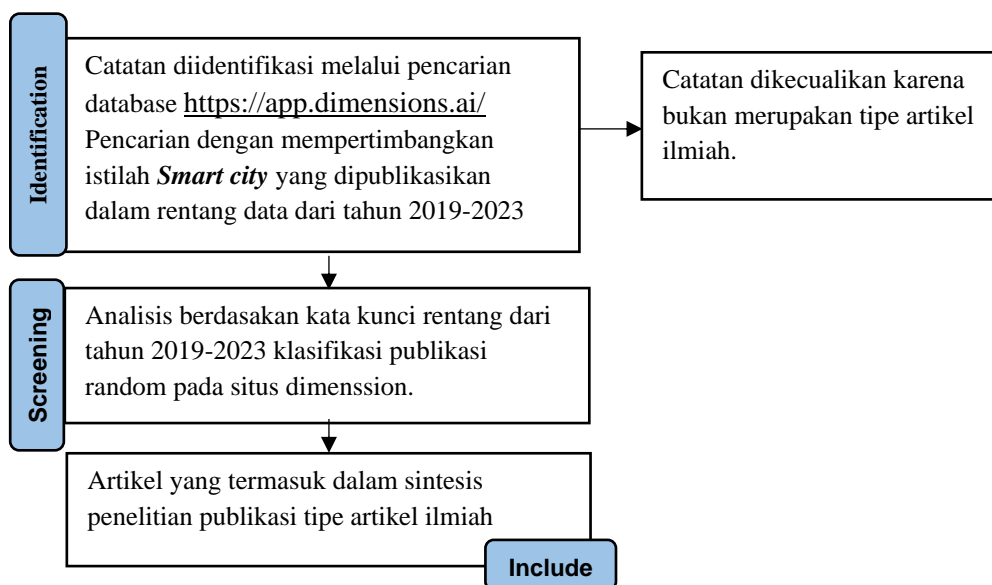 Identification
Catatan diidentifikasi melalui pencarian
database https://app.dimensions.ai/
Pencarian dengan mempertimbangkan
istilah Smart city yang dipublikasikan
dalam rentang data dari tahun 2019-2023
Catatan dikecualikan karena
bukan merupakan tipe artikel
ilmiah.
Screening
Analisis berdasakan kata kunci rentang dari
tahun 2019-2023 klasifikasi publikasi
random pada situs dimenssion.
Artikel yang termasuk dalam sintesis
penelitian publikasi tipe artikel ilmiah
Include